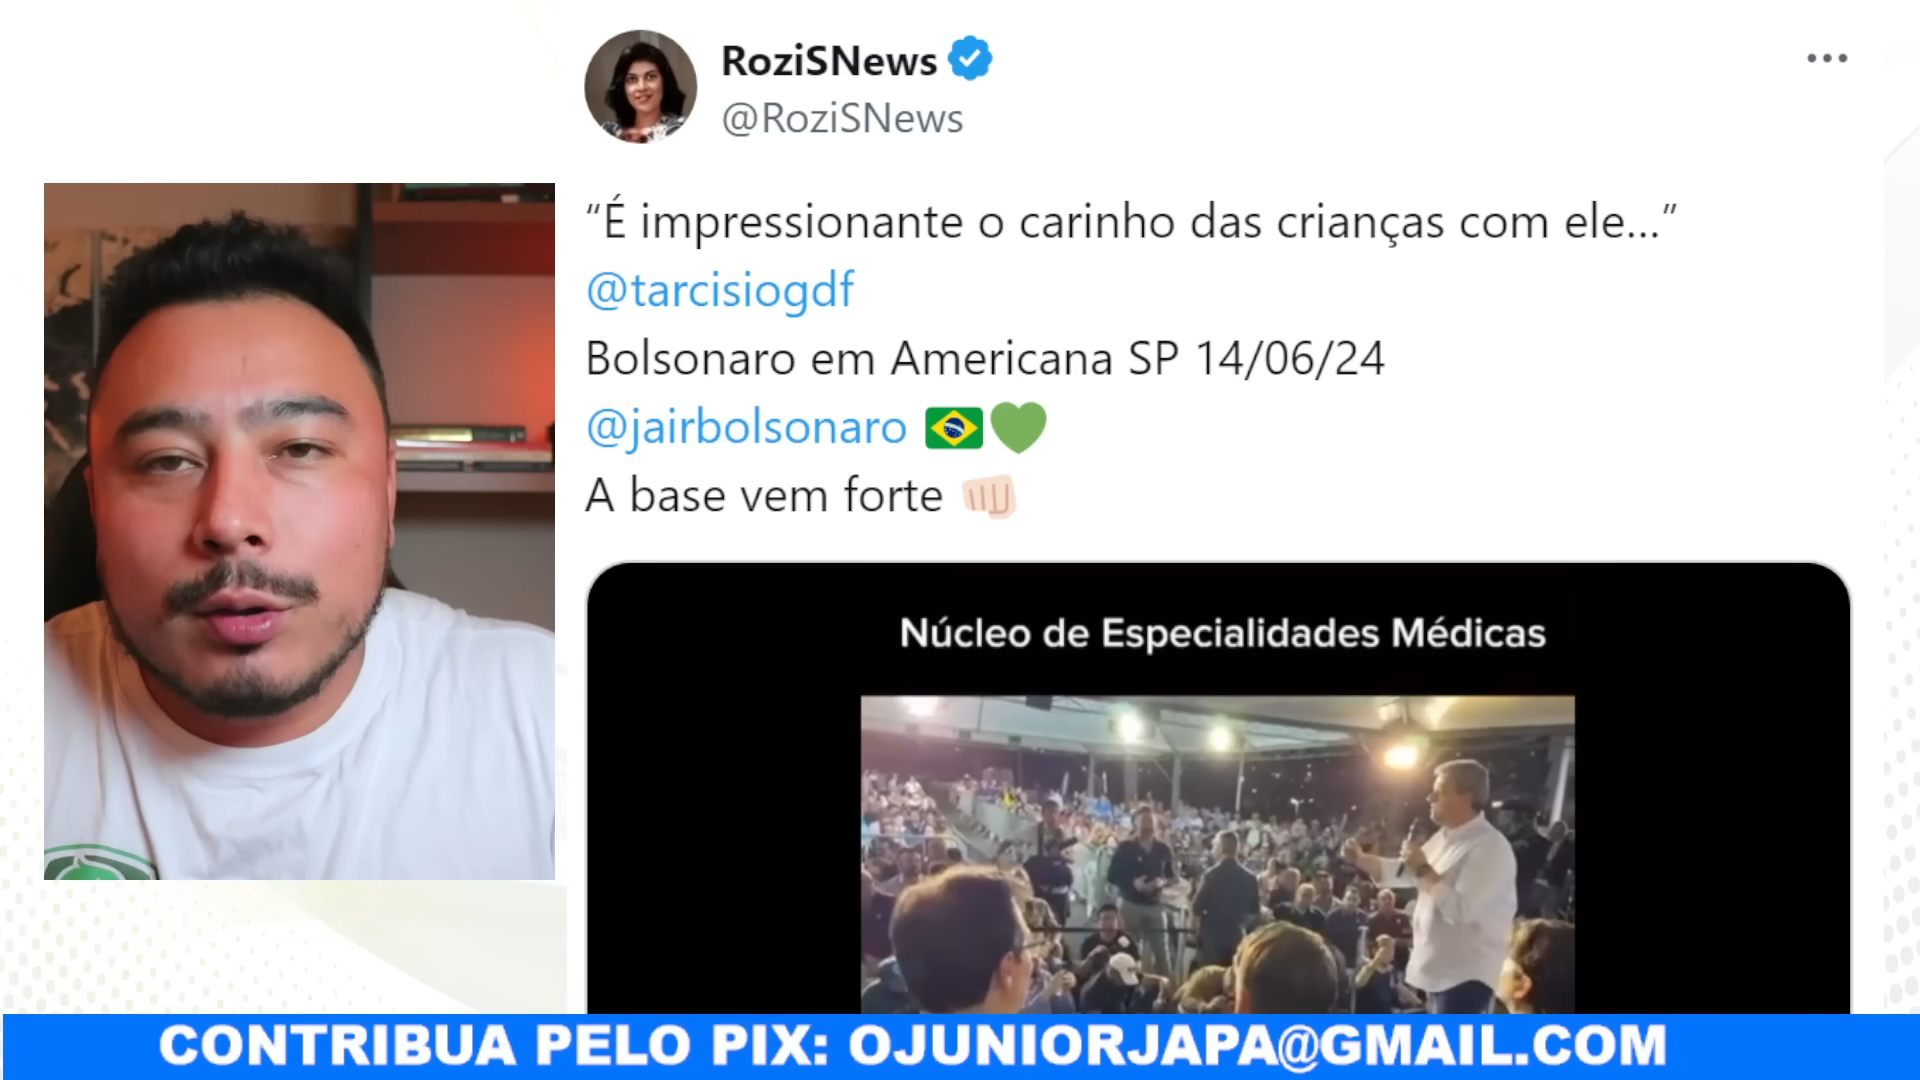 RoziSNews
@RoziSNews
“É impressionante o carinho das crianças com ele...”
@tarcisiogdf
Bolsonaro em Americana SP 14/06/24
@jairbolsonaro 🇧🇷💚
A base vem forte 👊🏻
Núcleo de Especialidades Médicas
CONTRIBUA PELO PIX: OJUNIORJAPA@GMAIL.COM